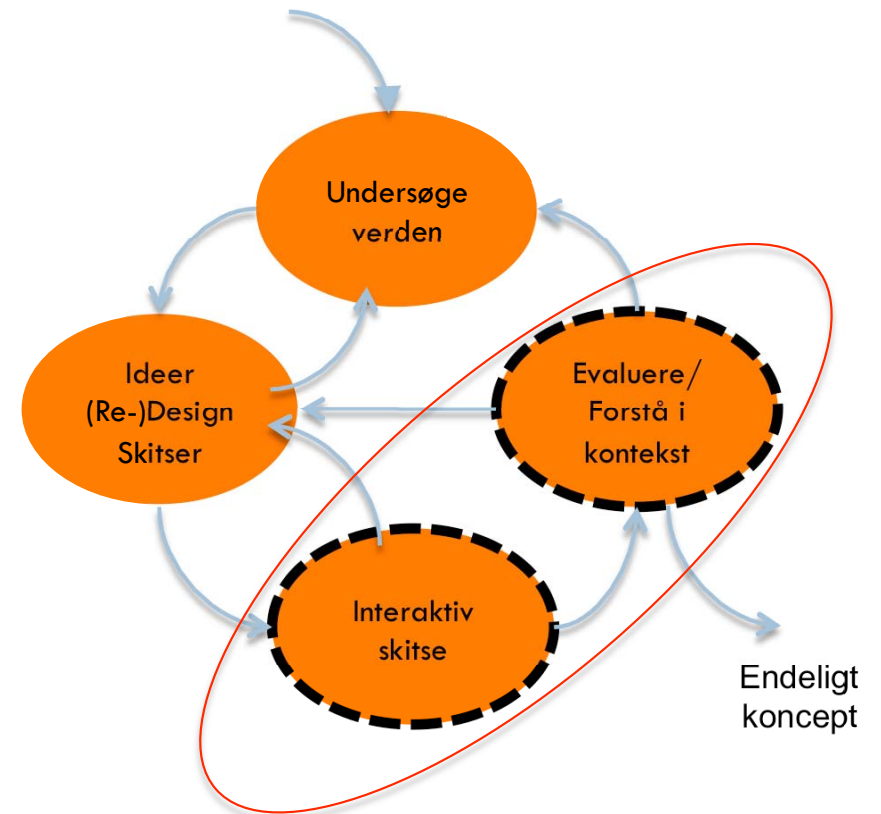 Undersøge
verden
Ideer
(Re-)Design
Skitser
Evaluere/
Forstå i
kontekst
Interaktiv
skitse
Endeligt
koncept